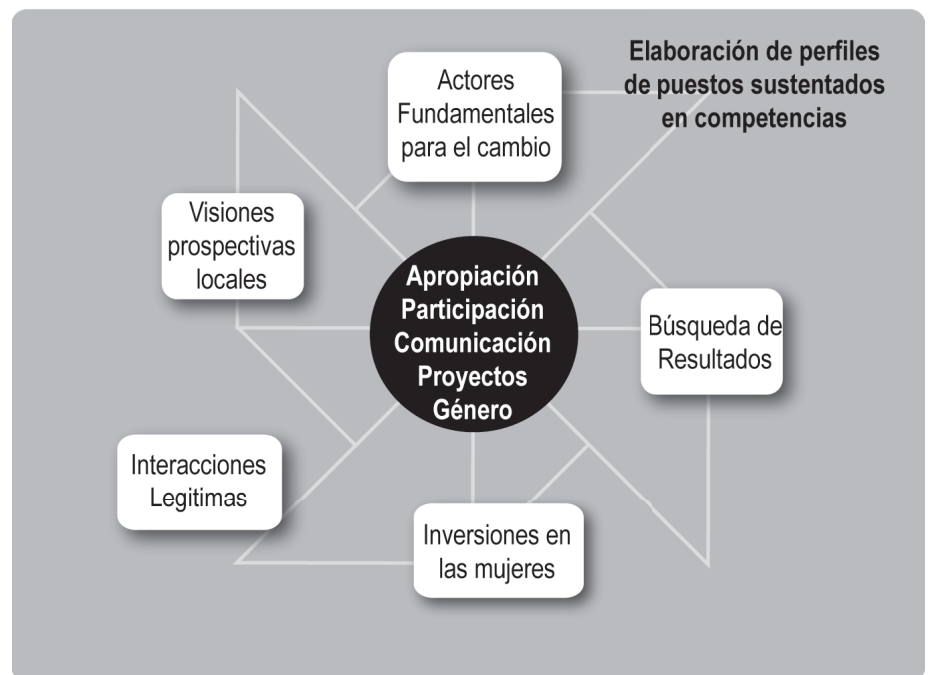 Elaboración de perfiles
de puestos sustentados
en competencias
Actores
Fundamentales
para el cambio
Visiones
prospectivas
locales
Apropiación
Participación
Comunicación
Proyectos
Género
Búsqueda de
Resultados
Interacciones
Legitimas
Inversiones en
las mujeres